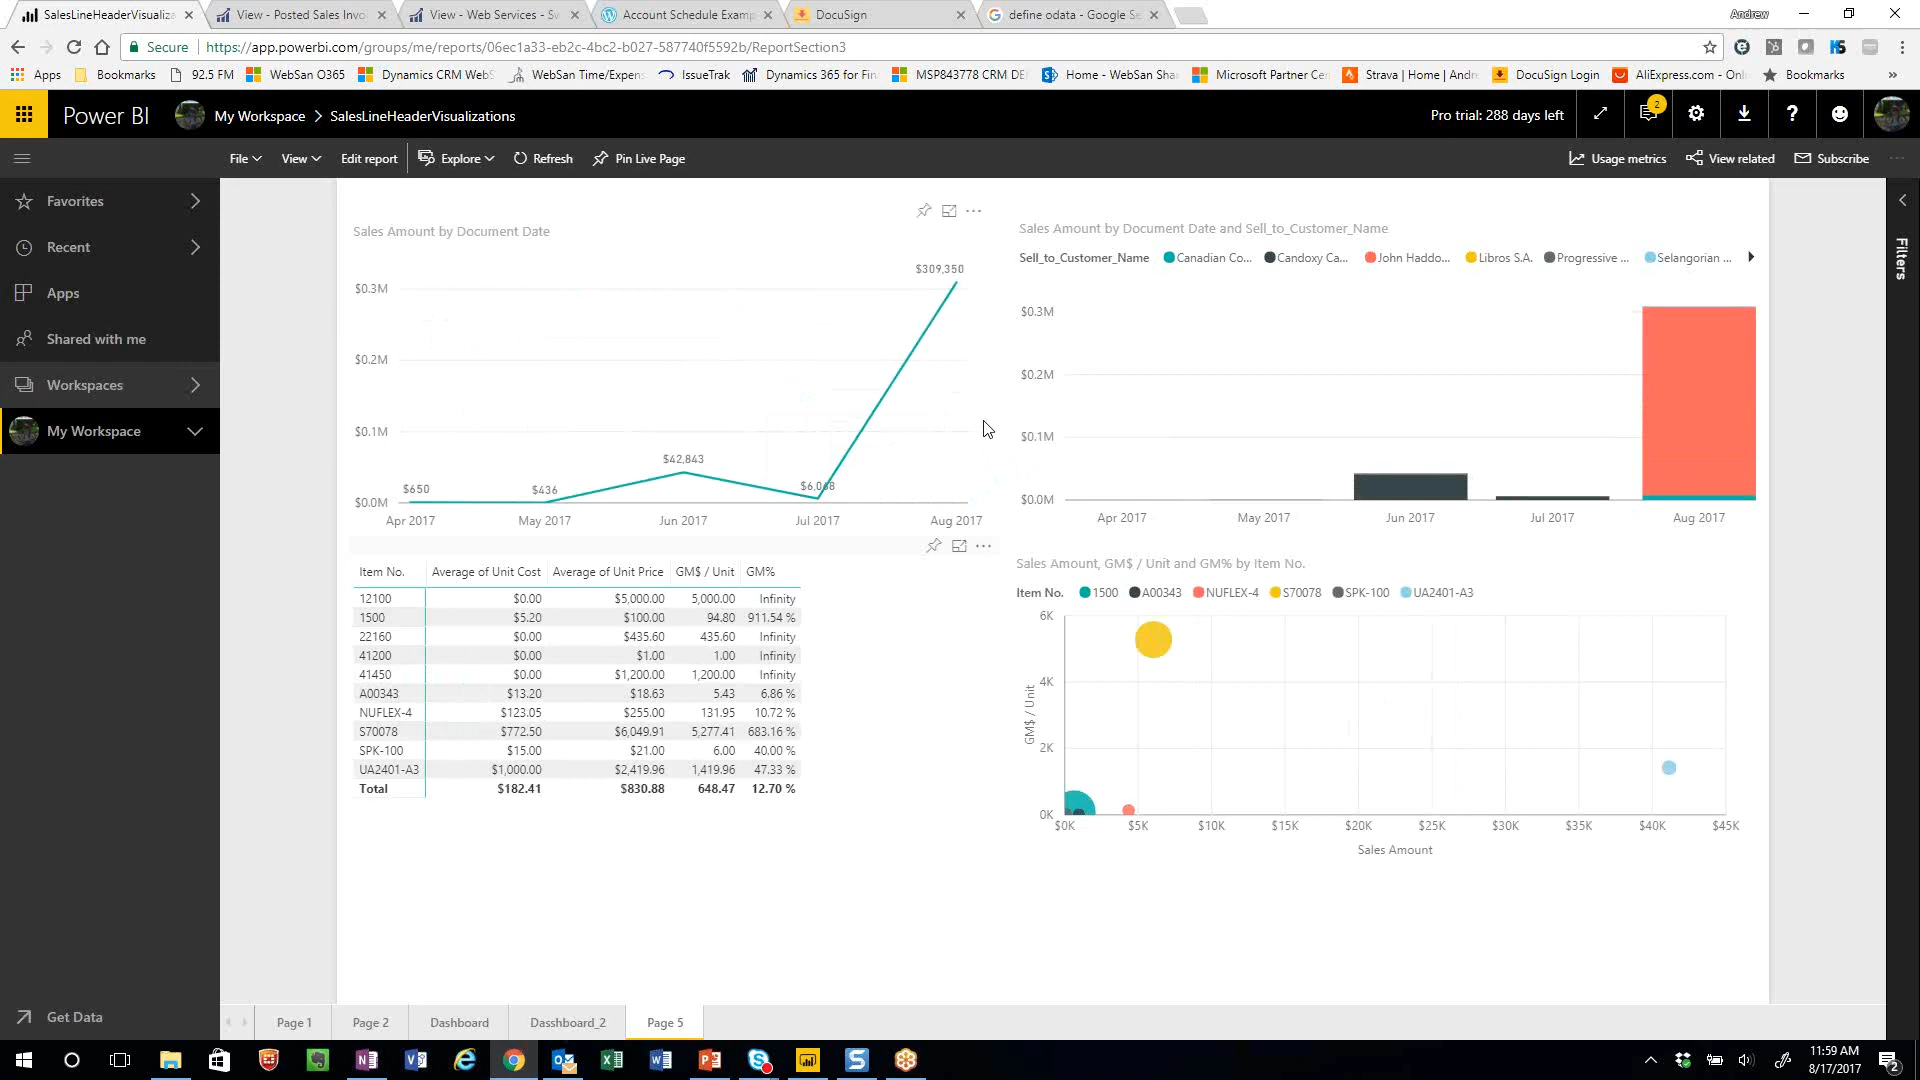 SalesLineHeaderVisualiza
View - Posted Sales Invo
View - Web Services - Sv
Account Schedule Examp
DocuSign
define odata - Google Se
Andrew
Secure
https://app.powerbi.com/groups/me/reports/06ec1a33-eb2c-4bc2-b027-587740f5592b/ReportSection3
Apps
Bookmarks
92.5 FM
WebSan O365
Dynamics CRM WebS
WebSan Time/Expens
IssueTrak
Dynamics 365 for Fin
MSP843778 CRM DE
Home - WebSan Sha
Microsoft Partner Ce
Strava | Home | Andr
DocuSign Login
AliExpress.com - Onl
Bookmarks
Power BI
My Workspace > SalesLineHeaderVisualizations
Pro trial: 288 days left
2
File
View
Edit report
Explore
Refresh
Pin Live Page
Usage metrics
View related
Subscribe
Favorites
Recent
Apps
Shared with me
Workspaces
My Workspace
Get Data
Filters
Sales Amount by Document Date
$309,350
$0.3M
$0.2M
$0.1M
$42,843
$650
$436
$0.0M
Apr 2017
May 2017
Jun 2017
Jul 2017
Aug 2017
Sales Amount by Document Date and Sell_to_Customer_Name
Sell_to_Customer_Name
Canadian Co...
Candoxy Ca...
John Haddo...
Libros S.A.
Progressive ...
Selangorian ...
$0.3M
$0.2M
$0.1M
$0.0M
Apr 2017
May 2017
Jun 2017
Jul 2017
Aug 2017
Item No. Average of Unit Cost Average of Unit Price GM$ / Unit GM%
12100 $0.00 $5,000.00 5,000.00 Infinity
1500 $5.20 $100.00 94.80 911.54 %
22160 $0.00 $435.60 435.60 Infinity
41200 $0.00 $1.00 1.00 Infinity
41450 $0.00 $1,200.00 1,200.00 Infinity
A00343 $13.20 $18.63 5.43 6.86 %
NUFLEX-4 $123.05 $255.00 131.95 10.72 %
S70078 $772.50 $6,049.91 5,277.41 683.16 %
SPK-100 $15.00 $21.00 6.00 40.00 %
UA2401-A3 $1,000.00 $2,419.96 1,419.96 47.33 %
Total $182.41 $830.88 648.47 12.70 %
Sales Amount, GM$ / Unit and GM% by Item No.
Item No.
1500
A00343
NUFLEX-4
S70078
SPK-100
UA2401-A3
6K
4K
2K
0K
GM$ / Unit
$0K
$5K
$10K
$15K
$20K
$25K
$30K
$35K
$40K
$45K
Sales Amount
Page 1
Page 2
Dashboard
Dasshboard_2
Page 5
11:59 AM
8/17/2017
2